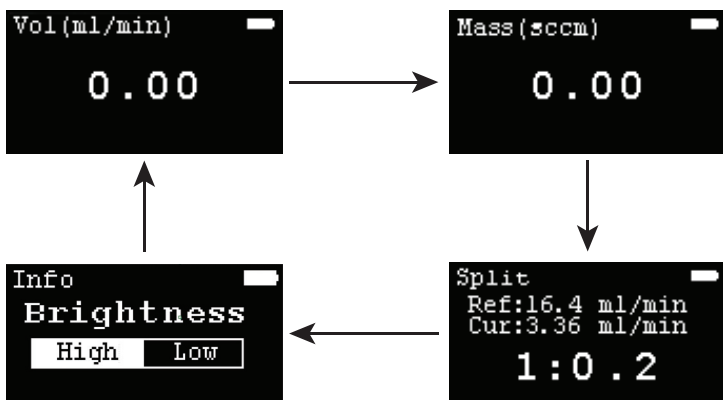 Vol(ml/min)
0.00
Mass(sccm)
0.00
Info
Brightness
High Low
Split
Ref:16.4 ml/min
Cur:3.36 ml/min
1:0.2